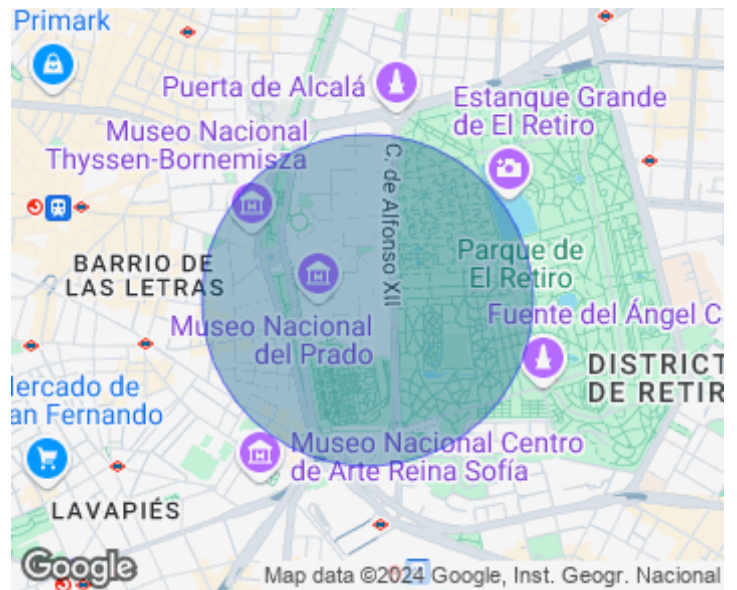 Primark
Puerta de Alcalá
Estanque Grande
de El Retiro
Museo Nacional
Thyssen-Bornemisza
C. de Alfonso XII
BARRIO DE
LAS LETRAS
Parque de
El Retiro
Museo Nacional
del Prado
Fuente del Ángel C
DISTRICT
DE RETIR
Mercado de
an Fernando
Museo Nacional Centro
de Arte Reina Sofía
LAVAPIÉS
Google
Map data ©2024 Google, Inst. Geogr. Nacional